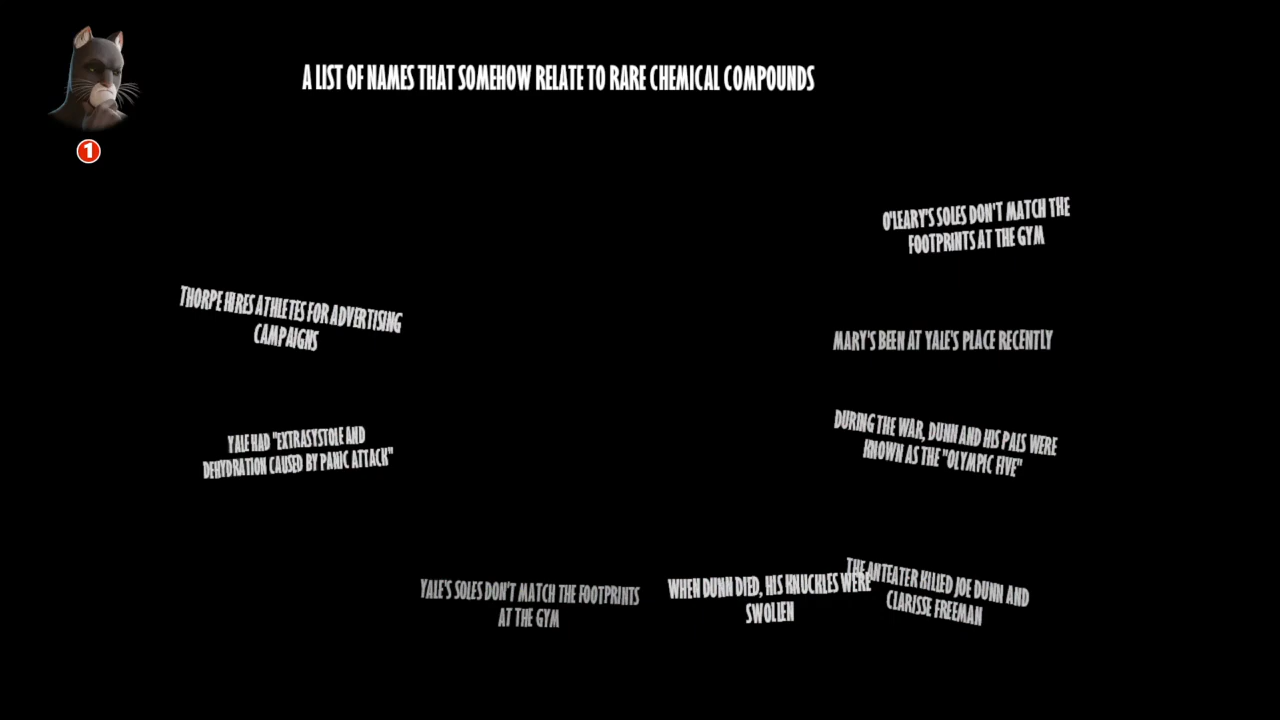 A LIST OF NAMES THAT SOMEHOW RELATE TO RARE CHEMICAL COMPOUNDS
1
O'LEARY'S SOLES DON'T MATCH THE
FOOTPRINTS AT THE GYM
THORPE HIRES ATHLETES FOR ADVERTISING
CAMPAIGNS
MARY'S BEEN AT YALE'S PLACE RECENTLY
DURING THE WAR, DUNN AND HIS PALS WERE
KNOWN AS THE "OLYMPIC FIVE"
YALE HAD "EXTRASYSTOLE AND
DEHYDRATION CAUSED BY PANIC ATTACK"
YALE'S SOLES DON'T MATCH THE FOOTPRINTS
AT THE GYM
WHEN DUNN DIED, HIS KNUCKLES WERE
SWOLLEN
THE ANTEATER KILLED JOE DUNN AND
CLARISSE FREEMAN